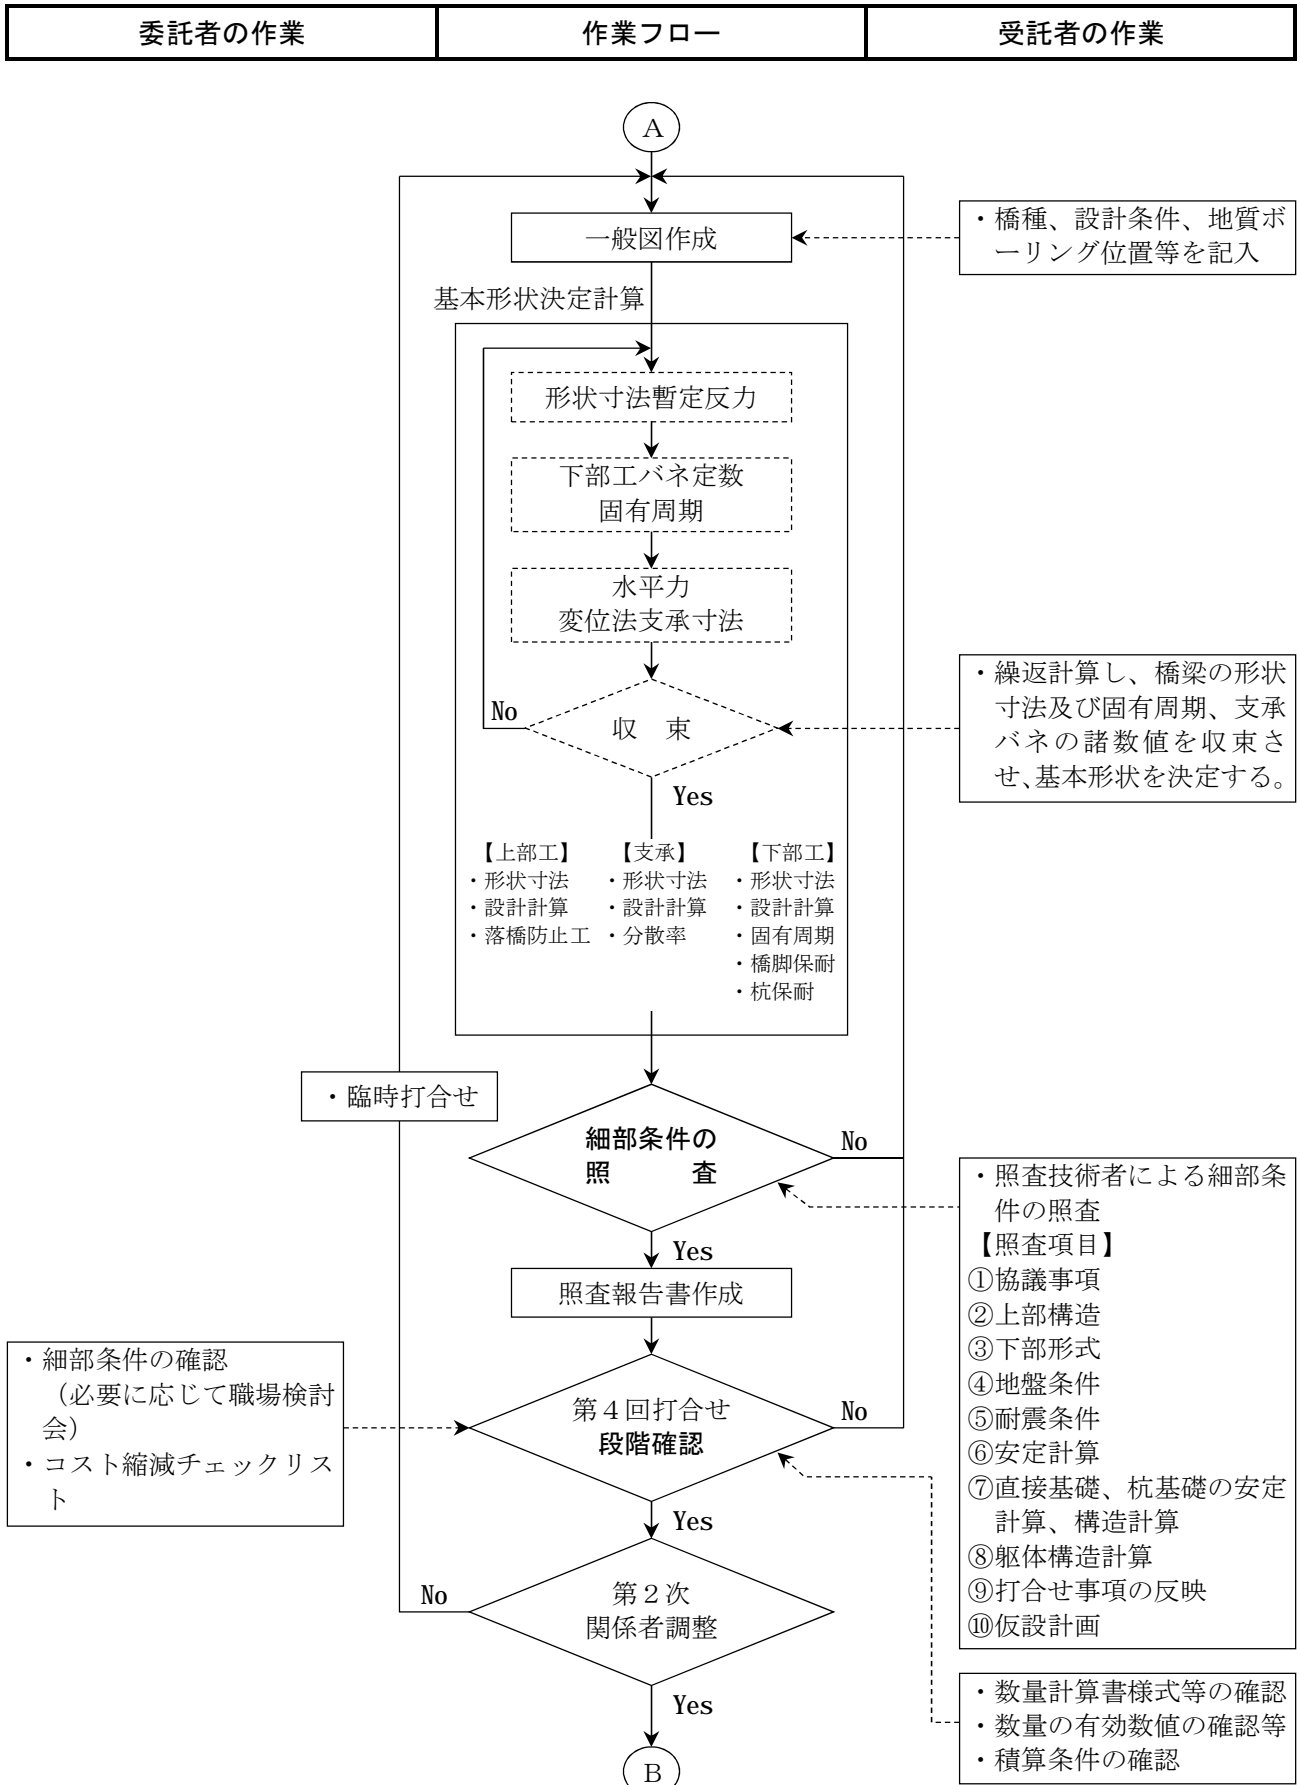 委託者の作業
作業フロー
受託者の作業
A
一般図作成
・橋種、設計条件、地質ボ
ーリング位置等を記入
基本形状決定計算
形状寸法暫定反力
下部工バネ定数
固有周期
水平力
変位法支承寸法
収 束
No
Yes
・繰返計算し、橋梁の形状
寸法及び固有周期、支承
バネの諸数値を収束さ
せ、基本形状を決定する。
【上部工】
・形状寸法
・設計計算
・落橋防止工
【支承】
・形状寸法
・設計計算
・分散率
【下部工】
・形状寸法
・設計計算
・固有周期
・橋脚保耐
・杭保耐
・臨時打合せ
細部条件の
照 査
No
Yes
・照査技術者による細部条
件の照査
【照査項目】
①協議事項
②上部構造
③下部形式
④地盤条件
⑤耐震条件
⑥安定計算
⑦直接基礎、杭基礎の安定
計算、構造計算
⑧躯体構造計算
⑨打合せ事項の反映
⑩仮設計画
照査報告書作成
・細部条件の確認
（必要に応じて職場検討
会）
・コスト縮減チェックリス
ト
第４回打合せ
段階確認
No
Yes
第２次
関係者調整
No
Yes
・数量計算書様式等の確認
・数量の有効数値の確認等
・積算条件の確認
B